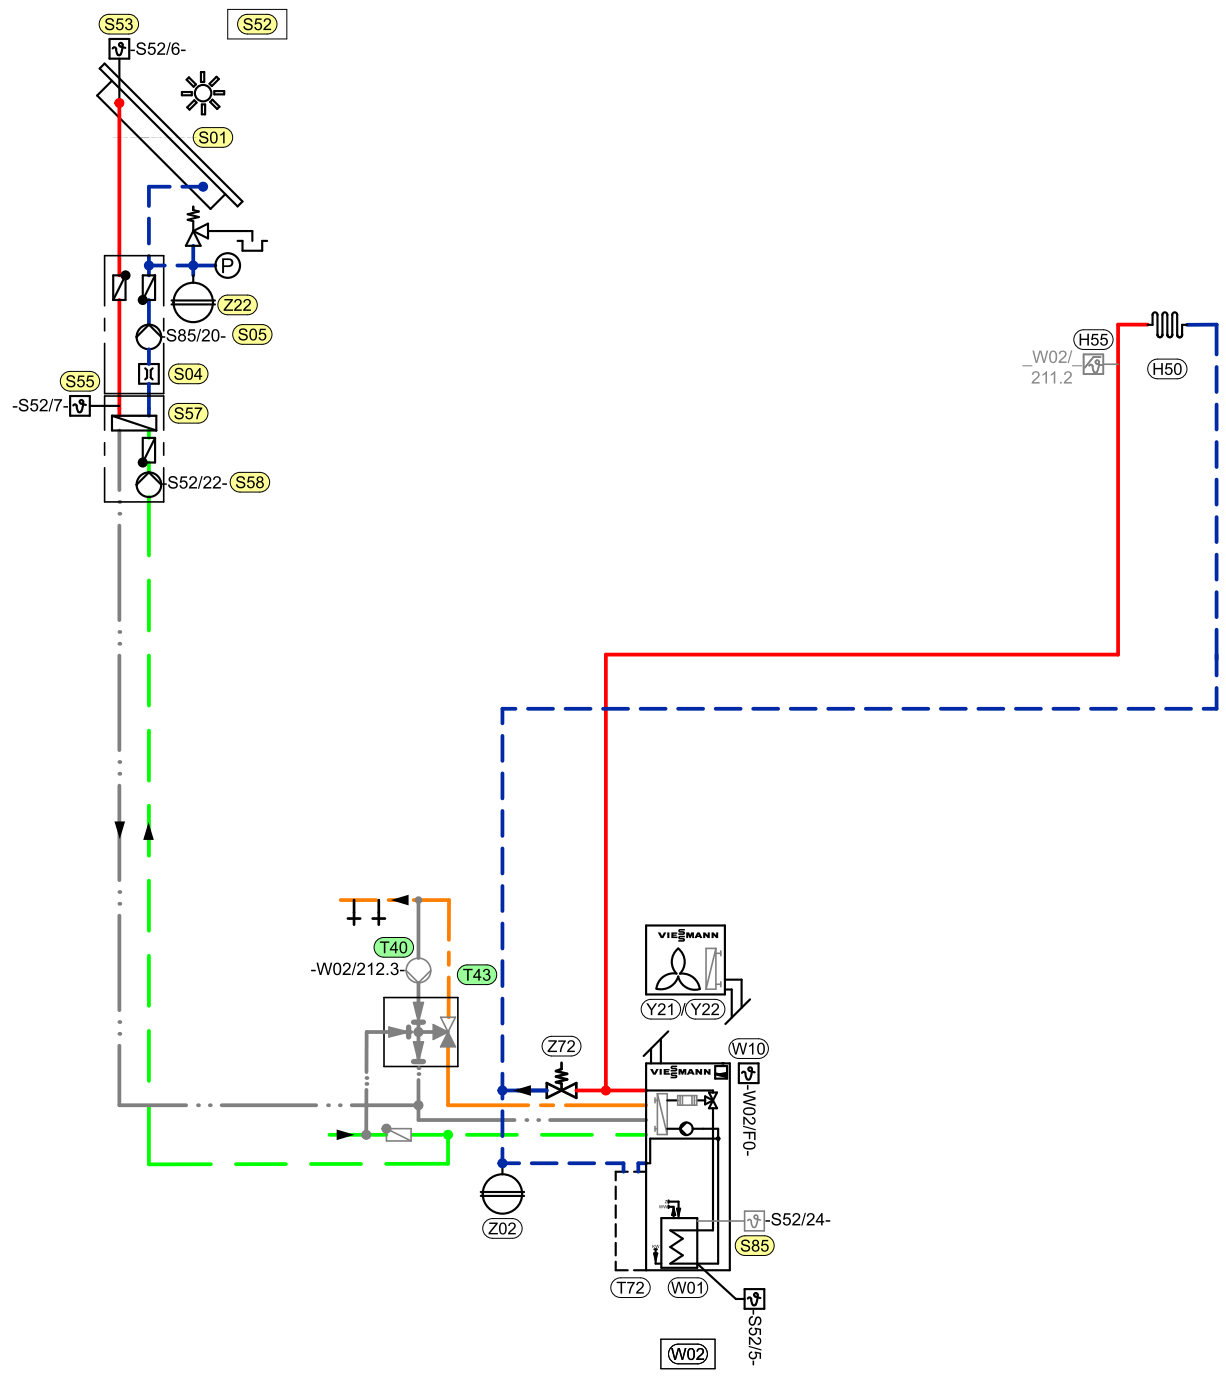 S53
S52
-S52/6-
S01
P
Z22
-S85/20-
S05
S04
S55
-S52/7-
S57
-S52/22-
S58
W02/
211.2
H55
H50
T40
-W02/212.3-
T43
VIESSMANN
Y21/Y22
Z72
W10
VIESSMANN
-W02/F0-
Z02
-S52/24-
S85
T72
W01
-S52/5-
W02